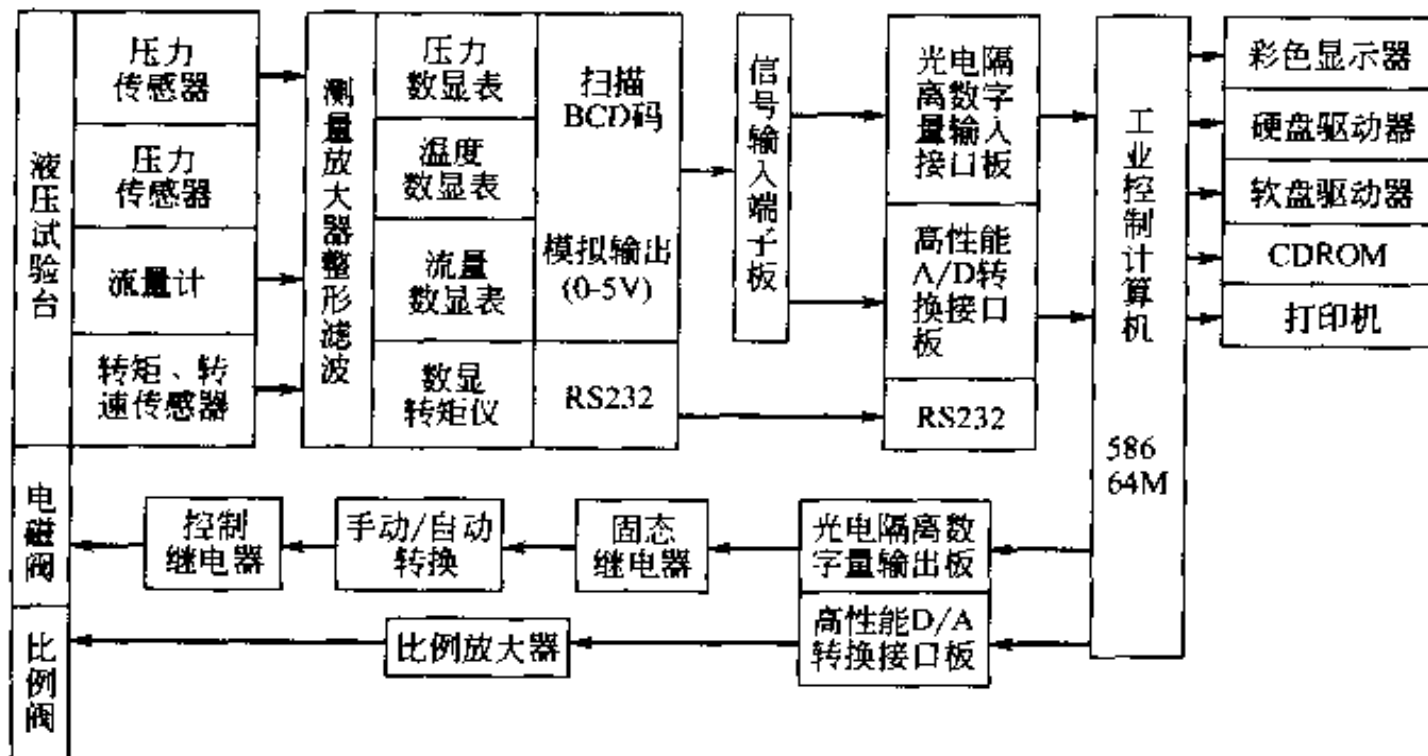 液压试验台
压力
传感器
压力
传感器
流量计
转矩、转
速传感器
测量放大器整形滤波
压力
数显表
温度
数显表
流量
数显表
数显
转矩仪
扫描
BCD码
模拟输出
(0-5V)
RS232
信号输入端子板
光电隔
离数字
量输入
接口板
高性能
A/D转
换接口
板
RS232
工业控制计算机
586
64M
彩色显示器
硬盘驱动器
软盘驱动器
CDROM
打印机
电磁阀
控制
继电器
手动/自动
转换
固态
继电器
光电隔离数
字量输出板
比例阀
比例放大器
高性能D/A
转换接口板